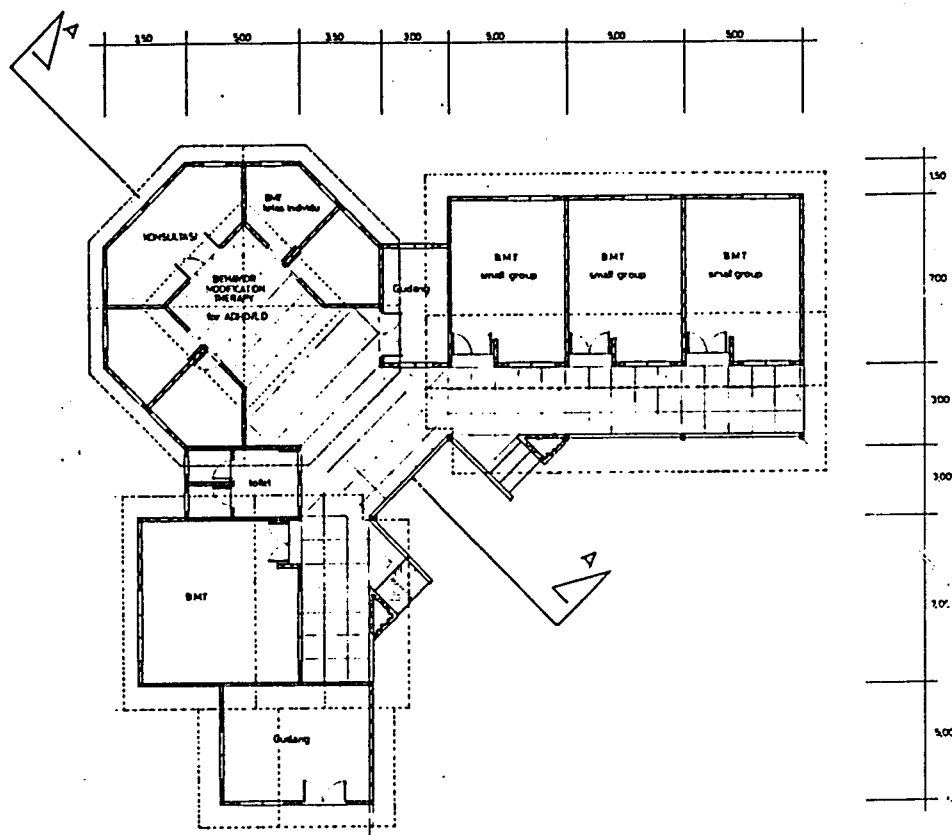 A
3.50
5.00
3.50
3.00
5.00
5.00
5.00
1.50
BMT
kelas individu
KONSULTASI
BEHAVIOR
MODIFICATION
THERAPY
for ADHD/LD
Gudang
BMT
small group
BMT
small group
BMT
small group
7.00
3.00
toilet
3.00
A
BMT
7.0
Gudang
5.00